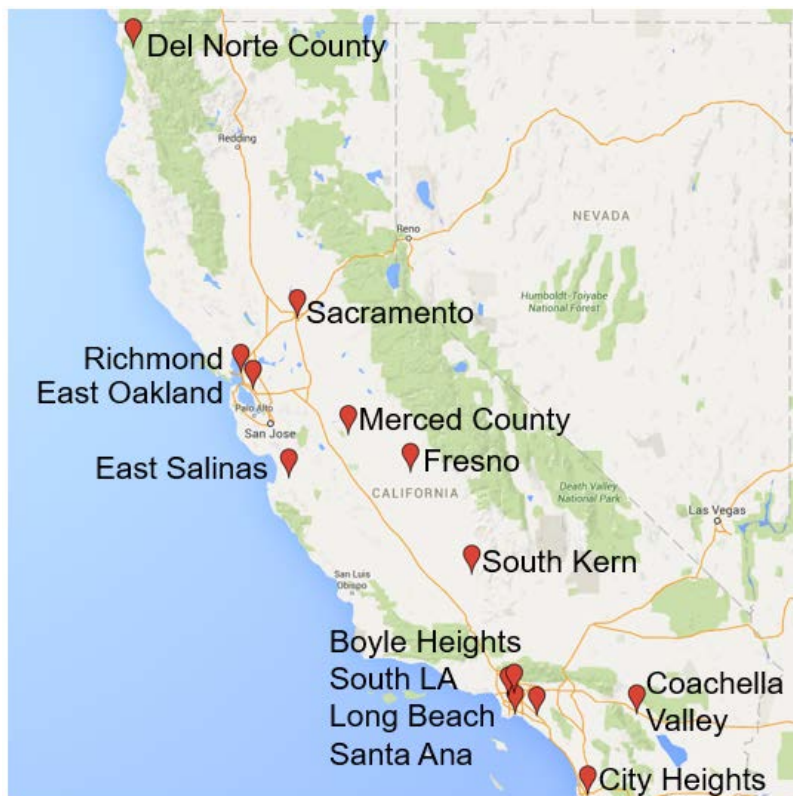 Del Norte County
Redding
NEVADA
Reno
Humboldt-Toiyabe
National Forest
Sacramento
Richmond
East Oakland
Palo Alto
San Jose
Merced County
East Salinas
Fresno
CALIFORNIA
Death Valley
National Park
Las Vegas
South Kern
San Luis
Obispo
Boyle Heights
South LA
Long Beach
Santa Ana
Coachella
Valley
City Heights